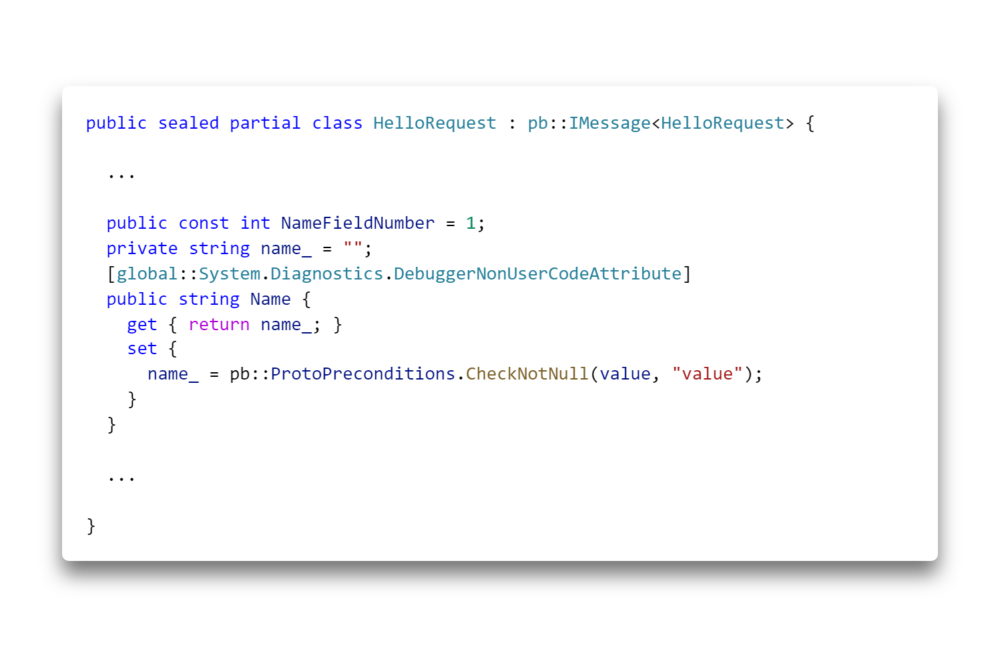 public sealed partial class HelloRequest : pb::IMessage<HelloRequest> {
...
public const int NameFieldNumber = 1;
private string name_ = "";
[global::System.Diagnostics.DebuggerNonUserCodeAttribute]
public string Name {
get { return name_; }
set {
name_ = pb::ProtoPreconditions.CheckNotNull(value, "value");
}
}
...
}